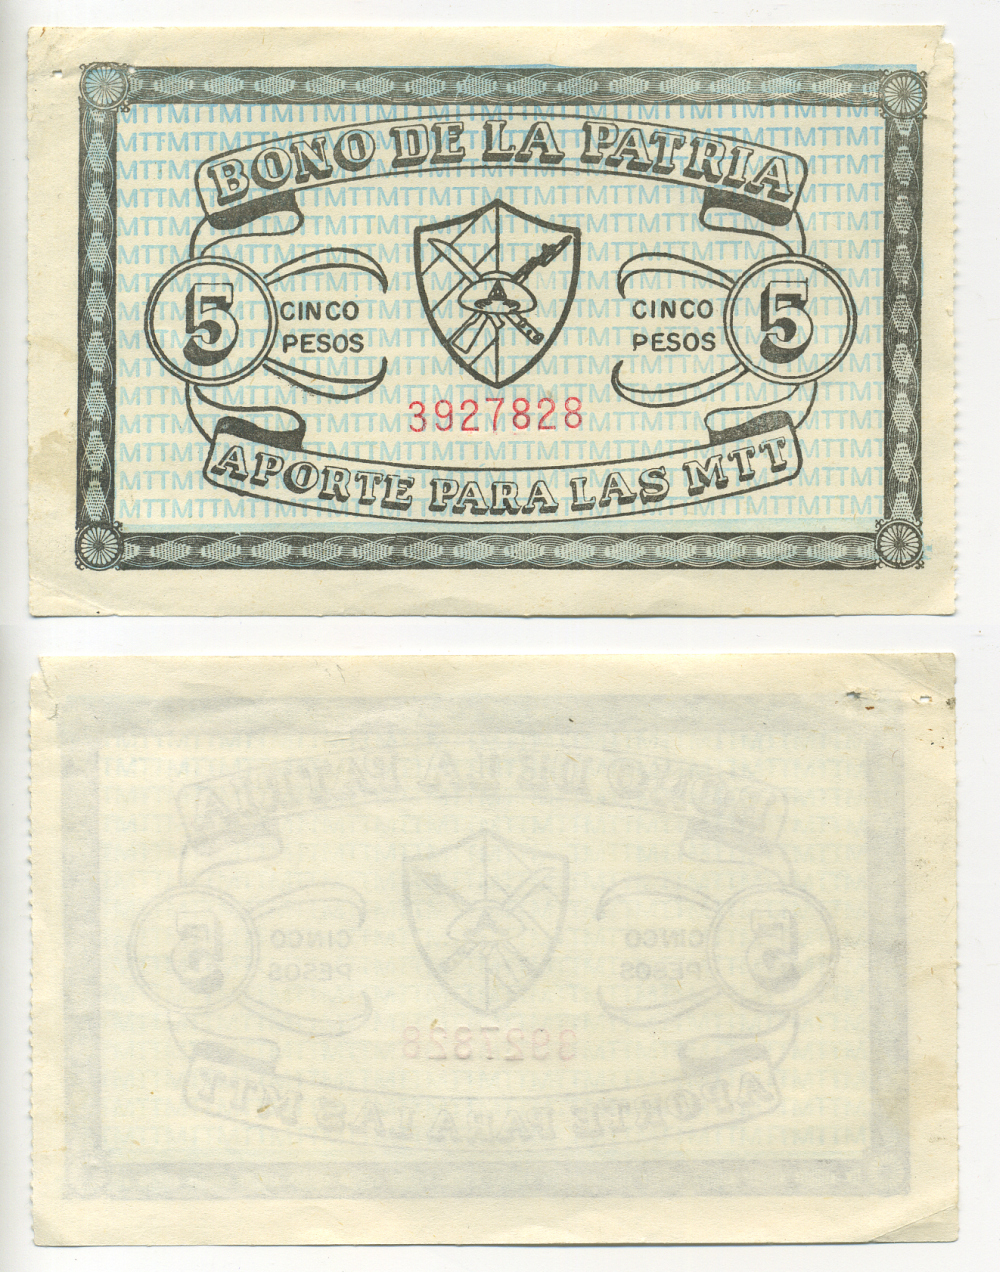 BONO DE LA PATRIA
5 CINCO PESOS
CINCO PESOS 5
3927828
APORTE PARA LAS MTT